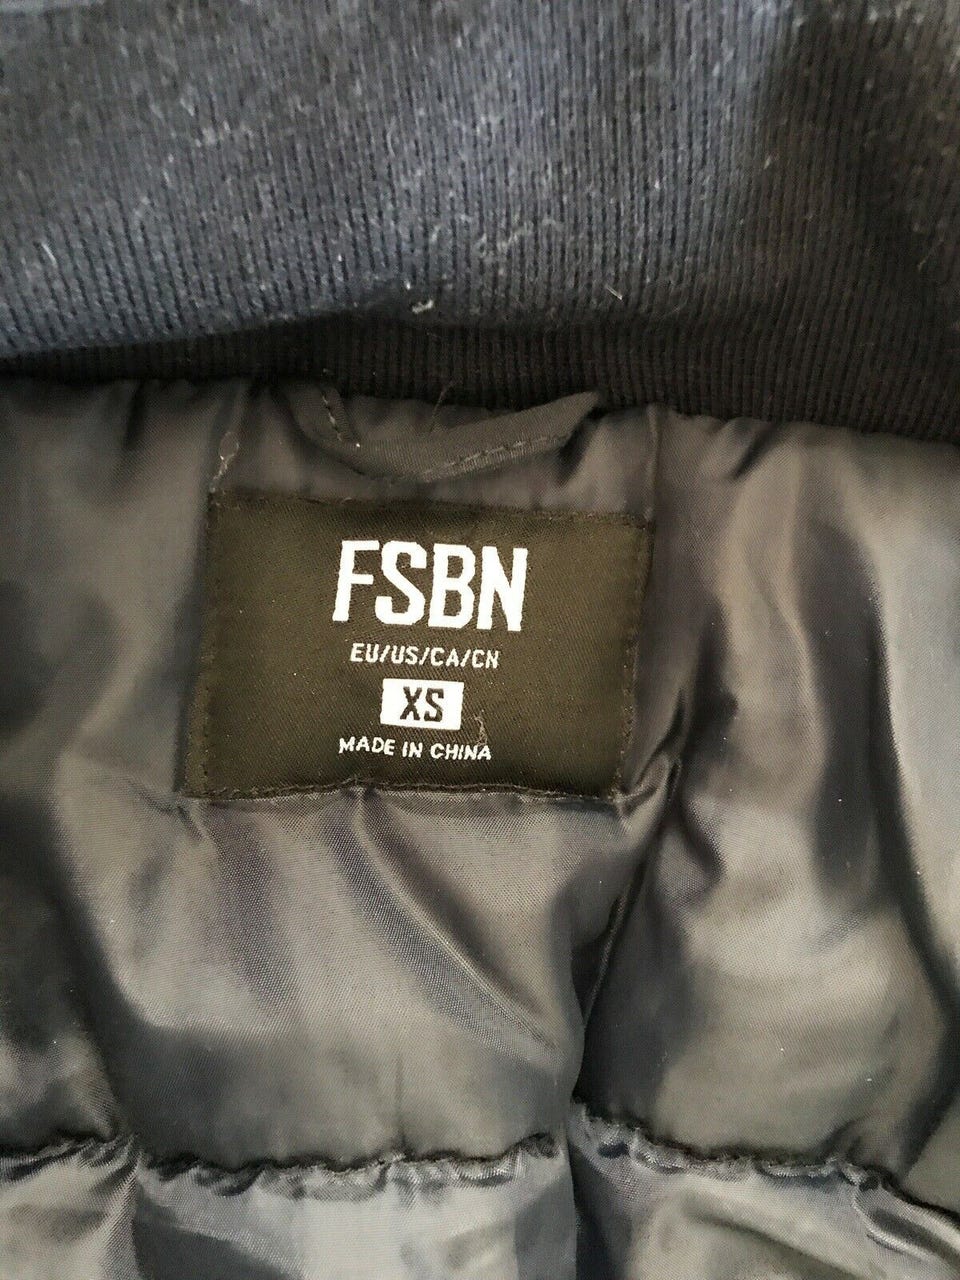 FSBN
EU/US/CA/CN
XS
MADE IN CHINA